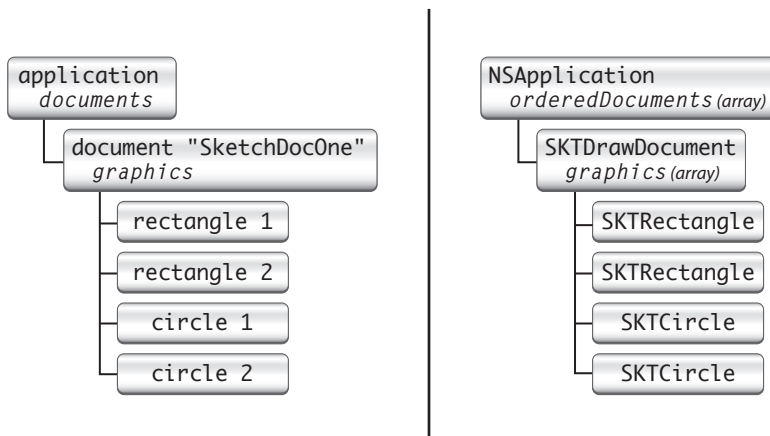 application
documents
document "SketchDocOne"
graphics
rectangle 1
rectangle 2
circle 1
circle 2
NSApplication
orderedDocuments (array)
SKTDrawDocument
graphics (array)
SKTRectangle
SKTRectangle
SKTCircle
SKTCircle